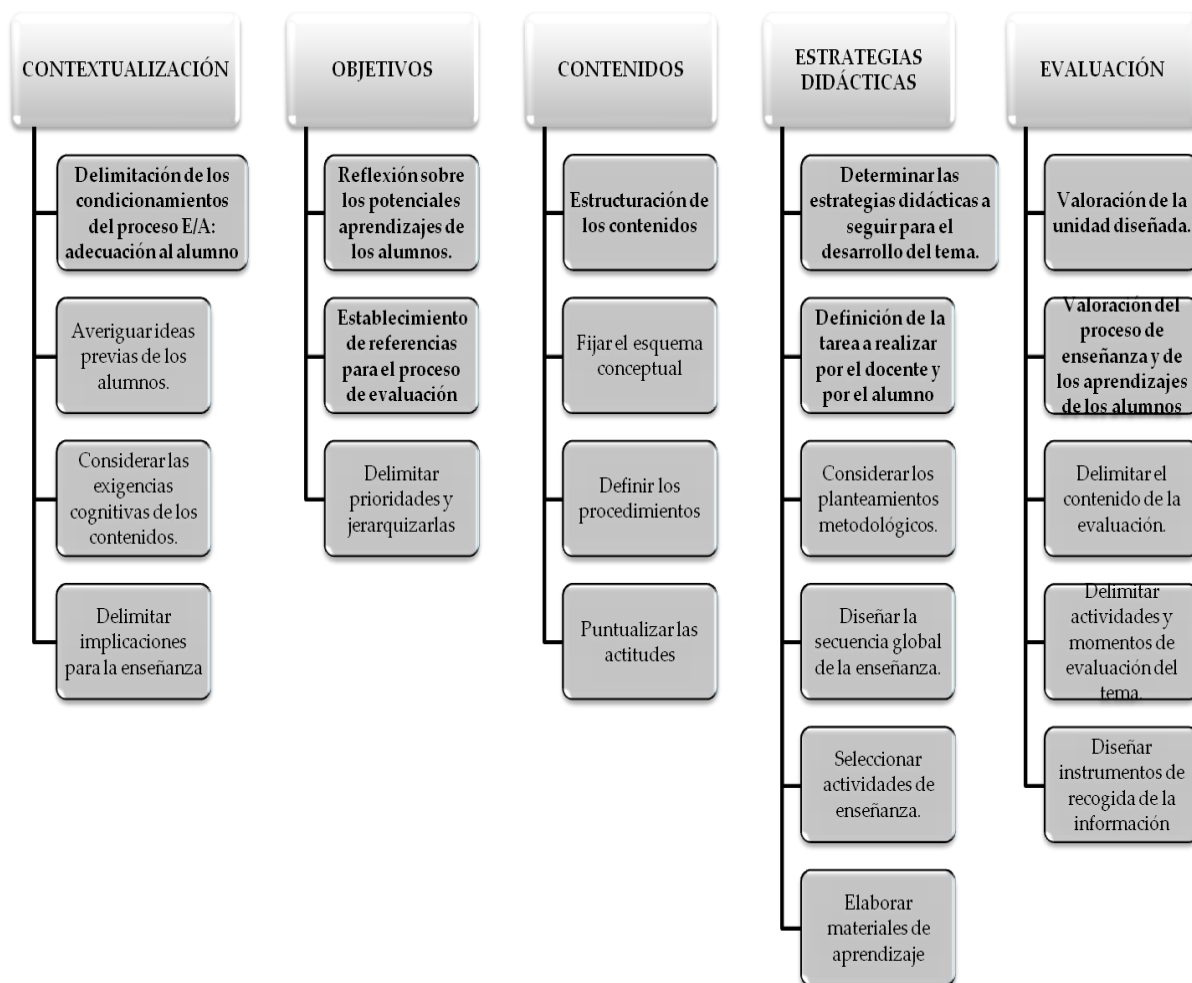 CONTEXTUALIZACIÓN
Delimitación de los
condicionamientos
del proceso E/A:
adecuación al alumno
Averiguar ideas
previas de los
alumnos.
Considerar las
exigencias
cognitivas de los
contenidos.
Delimitar
implicaciones
para la enseñanza
OBJETIVOS
Reflexión sobre
los potenciales
aprendizajes de
los alumnos.
Establecimiento
de referencias
para el proceso
de evaluación
Delimitar
prioridades y
jerarquizarlas
CONTENIDOS
Estructuración de
los contenidos
Fijar el esquema
conceptual
Definir los
procedimientos
Puntualizar las
actitudes
ESTRATEGIAS
DIDÁCTICAS
Determinar las
estrategias didácticas a
seguir para el
desarrollo del tema.
Definición de la
tarea a realizar
por el docente y
por el alumno
Considerar los
planteamientos
metodológicos.
Diseñar la
secuencia global
de la enseñanza.
Seleccionar
actividades de
enseñanza.
Elaborar
materiales de
aprendizaje
EVALUACIÓN
Valoración de la
unidad diseñada.
Valoración del
proceso de
enseñanza y de
los aprendizajes
de los alumnos
Delimitar el
contenido de la
evaluación.
Delimitar
actividades y
momentos de
evaluación del
tema.
Diseñar
instrumentos de
recogida de la
información